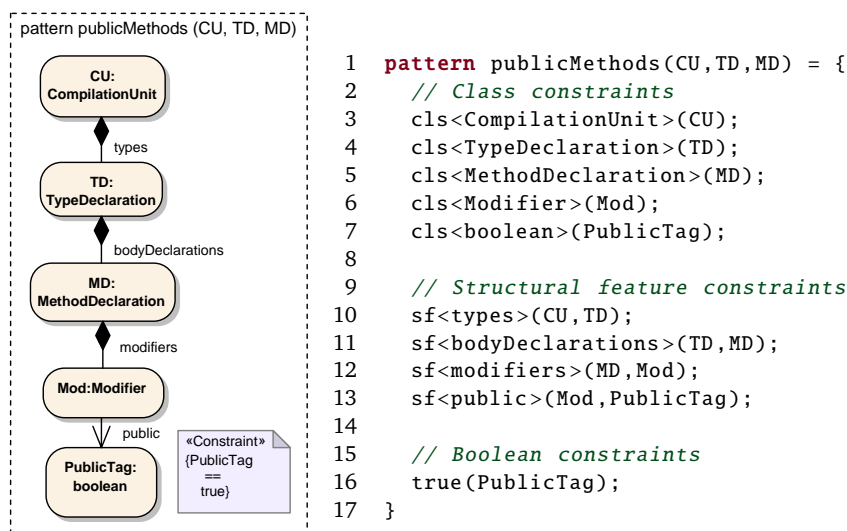 pattern publicMethods (CU, TD, MD)
CU:
CompilationUnit
types
TD:
TypeDeclaration
bodyDeclarations
MD:
MethodDeclaration
modifiers
Mod:Modifier
public
PublicTag:
boolean
«Constraint»
{PublicTag
==
true}
1 pattern publicMethods(CU,TD,MD) = {
2 // Class constraints
3 cls<CompilationUnit>(CU);
4 cls<TypeDeclaration>(TD);
5 cls<MethodDeclaration>(MD);
6 cls<Modifier>(Mod);
7 cls<boolean>(PublicTag);
8
9 // Structural feature constraints
10 sf<types>(CU,TD);
11 sf<bodyDeclarations>(TD,MD);
12 sf<modifiers>(MD,Mod);
13 sf<public>(Mod,PublicTag);
14
15 // Boolean constraints
16 true(PublicTag);
17 }